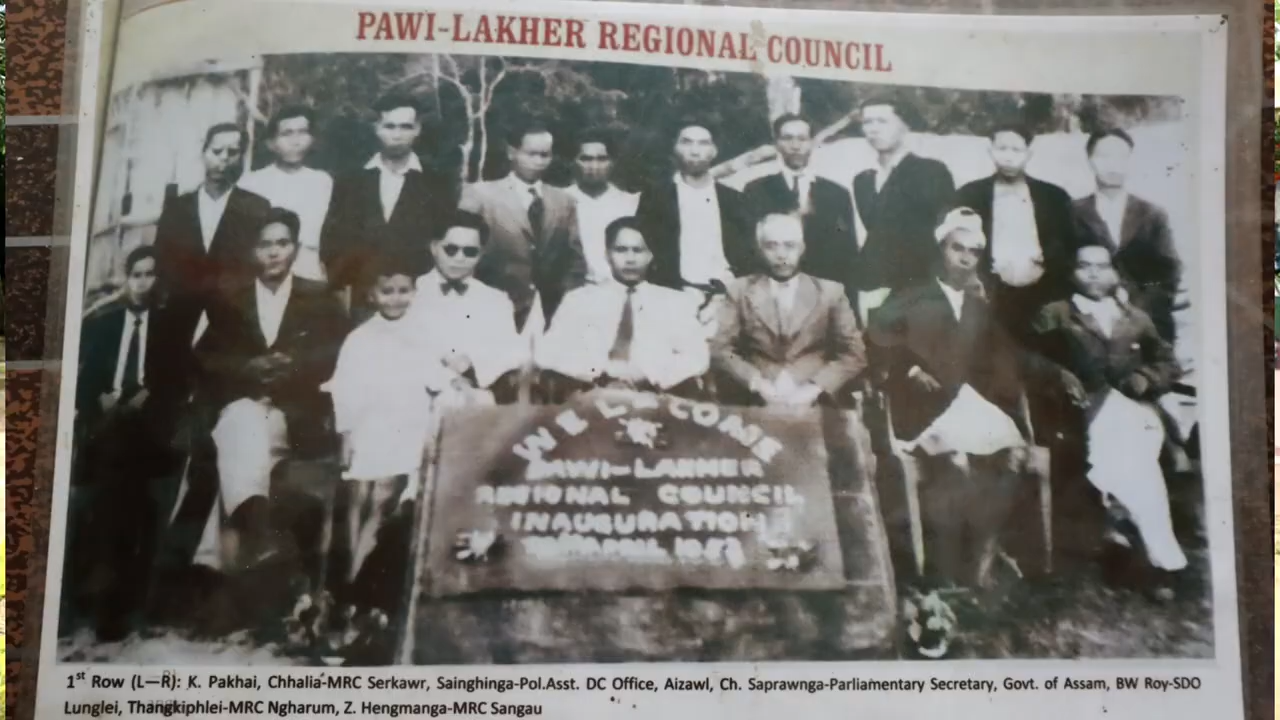 PAWI-LAKHER REGIONAL COUNCIL
WELCOME
PAWI-LAKHER
REGIONAL COUNCIL
INAUGURATION
1st Row (L—R): K. Pakhai, Chhalia-MRC Serkawr, Sainghinga-Pol.Asst. DC Office, Aizawl, Ch. Saprawnga-Parliamentary Secretary, Govt. of Assam, BW Roy-SDO
Lunglei, Thangkiphlei-MRC Ngharum, Z. Hengmanga-MRC Sangau